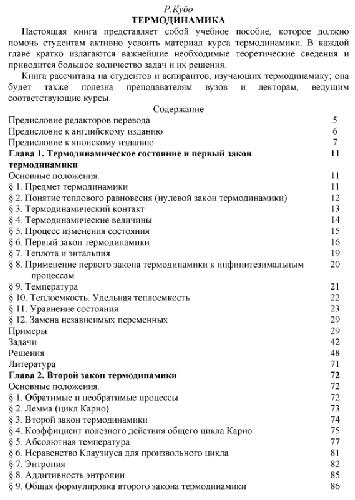 Р.Кубо
ТЕРМОДИНАМИКА
Настоящая книга представляет собой учебное пособие, которое должно
помочь студентам активно усвоить материал курса термодинамики. В каждой
главе кратко излагаются важнейшие необходимые теоретические сведения и
приводится большое количество задач и их решения.
Книга рассчитана на студентов и аспирантов, изучающих термодинамику; она
будет также полезна преподавателям вузов и лекторам, ведущим
соответствующие курсы.
Содержание
Предисловие редакторов перевода 5
Предисловие к английскому изданию 6
Предисловие к японскому изданию 7
Глава 1. Термодинамическое состояние и первый закон 11
термодинамики
Основные положения. 11
§ 1. Предмет термодинамики 11
§ 2. Понятие теплового равновесия (нулевой закон термодинамики) 12
§ 3. Термодинамический контакт 13
§ 4. Термодинамические величины 14
§ 5. Процесс изменения состояния 15
§ 6. Первый закон термодинамики 16
§ 7. Теплота и энтальпия 19
§ 8. Применение первого закона термодинамики к инфинитезимальным 20
процессам
§ 9. Температура 21
§ 10. Теплоемкость. Удельная теплоемкость 22
§ 11. Уравнение состояния 23
§ 12. Замена независимых переменных 29
Примеры 29
Задачи 42
Решения 48
Литература 71
Глава 2. Второй закон термодинамики 72
Основные положения. 72
§ 1. Обратимые и необратимые процессы 72
§ 2. Лемма (цикл Карно) 73
§ 3. Второй закон термодинамики 74
§ 4. Коэффициент полезного действия общего цикла Карно 75
§ 5. Абсолютная температура 77
§ 6. Неравенство Клаузиуса для произвольного цикла 81
§ 7. Энтропия 82
§ 8. Аддитивность энтропии 85
§ 9. Общая формулировка второго закона термодинамики 86